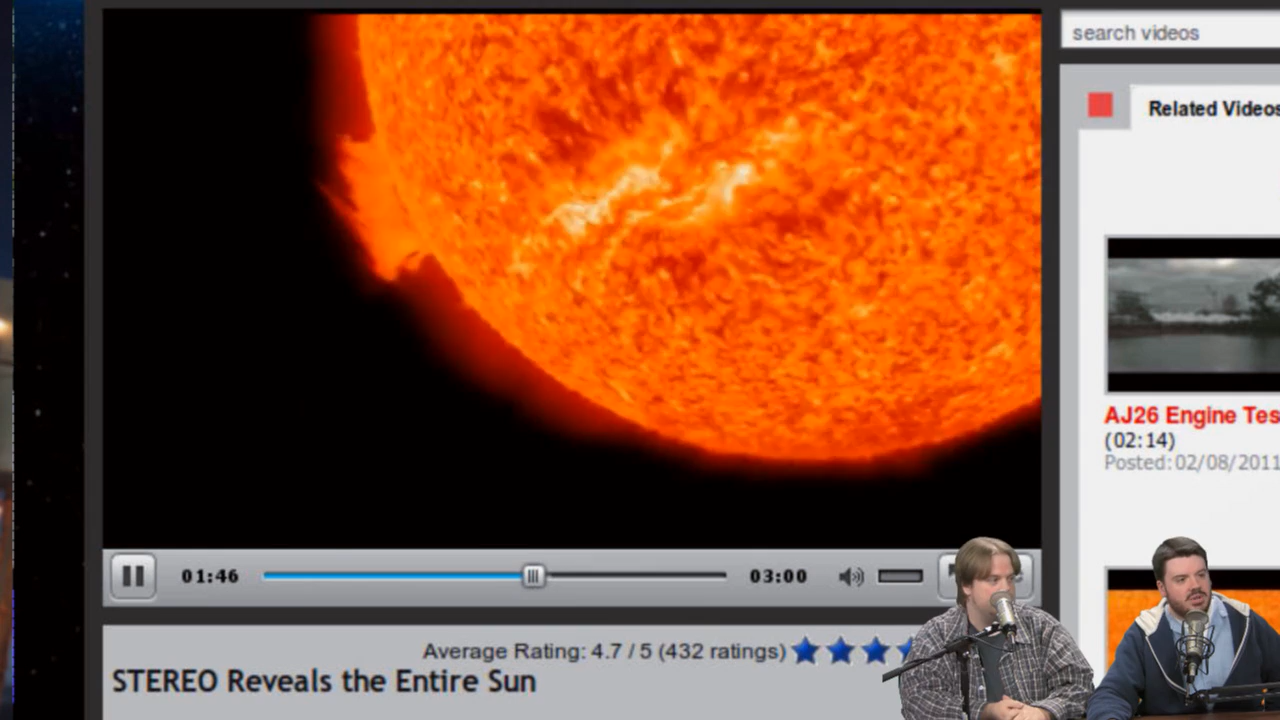 search videos
Related Videos
AJ26 Engine Tes
(02:14)
Posted: 02/08/2011
01:46
03:00
Average Rating: 4.7 / 5 (432 ratings)
STEREO Reveals the Entire Sun